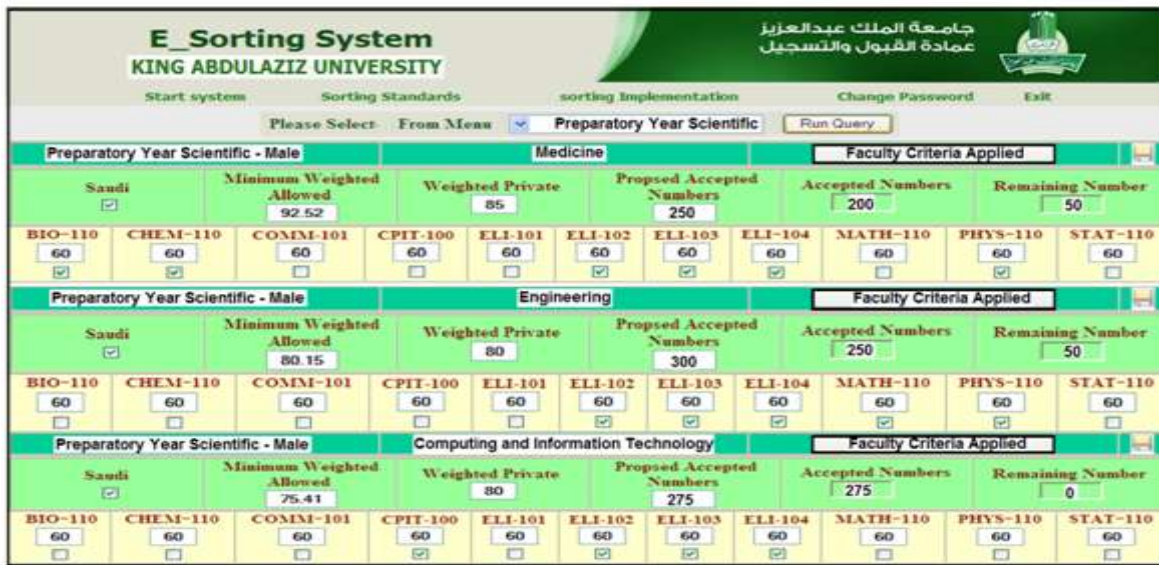 E_Sorting System
KING ABDULAZIZ UNIVERSITY
جامعة الملك عبدالعزيز
عمادة القبول والتسجيل
Start system Sorting Standards sorting Implementation Change Password Exit
Please Select From Menu Preparatory Year Scientific Run Query
Preparatory Year Scientific - Male Medicine Faculty Criteria Applied
Saudi Minimum Weighted Allowed Weighted Private Propsed Accepted Numbers Accepted Numbers Remaining Number
92.52 85 250 200 50
BIO-110 CHEM-110 COMM-101 CPIT-100 ELI-101 ELI-102 ELI-103 ELI-104 MATH-110 PHYS-110 STAT-110
60 60 60 60 60 60 60 60 60 60 60
Preparatory Year Scientific - Male Engineering Faculty Criteria Applied
Saudi Minimum Weighted Allowed Weighted Private Propsed Accepted Numbers Accepted Numbers Remaining Number
80.15 80 300 250 50
BIO-110 CHEM-110 COMM-101 CPIT-100 ELI-101 ELI-102 ELI-103 ELI-104 MATH-110 PHYS-110 STAT-110
60 60 60 60 60 60 60 60 60 60 60
Preparatory Year Scientific - Male Computing and Information Technology Faculty Criteria Applied
Saudi Minimum Weighted Allowed Weighted Private Propsed Accepted Numbers Accepted Numbers Remaining Number
75.41 80 275 275 0
BIO-110 CHEM-110 COMM-101 CPIT-100 ELI-101 ELI-102 ELI-103 ELI-104 MATH-110 PHYS-110 STAT-110
60 60 60 60 60 60 60 60 60 60 60